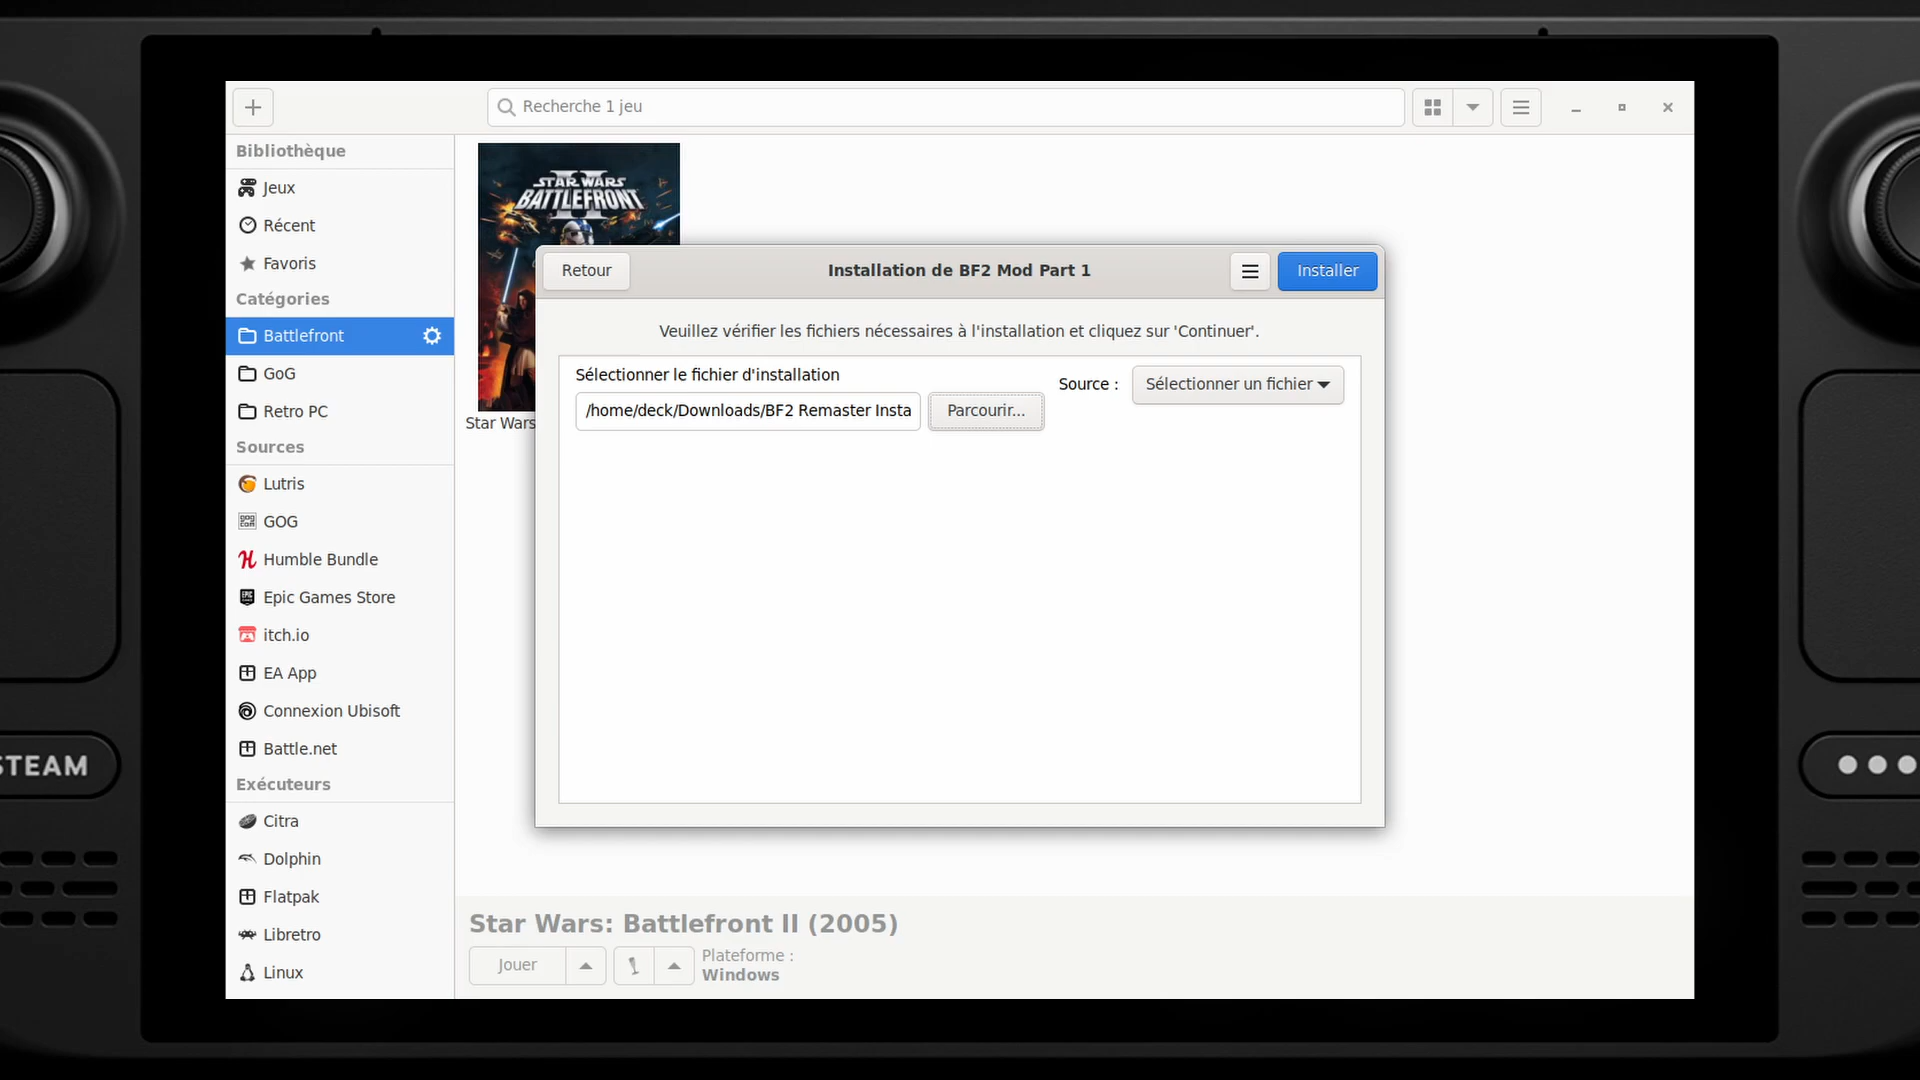 Recherche 1 jeu
Bibliothèque
Jeux
Récent
Favoris
Catégories
Battlefront
GoG
Retro PC
Sources
Lutris
GOG
Humble Bundle
Epic Games Store
itch.io
EA App
Connexion Ubisoft
Battle.net
Exécuteurs
Citra
Dolphin
Flatpak
Libretro
Linux
STAR WARS
BATTLEFRONT
II
Star Wars
Retour
Installation de BF2 Mod Part 1
Installer
Veuillez vérifier les fichiers nécessaires à l'installation et cliquez sur 'Continuer'.
Sélectionner le fichier d'installation
/home/deck/Downloads/BF2 Remaster Insta
Parcourir...
Source :
Sélectionner un fichier
Star Wars: Battlefront II (2005)
Jouer
Plateforme :
Windows
STEAM